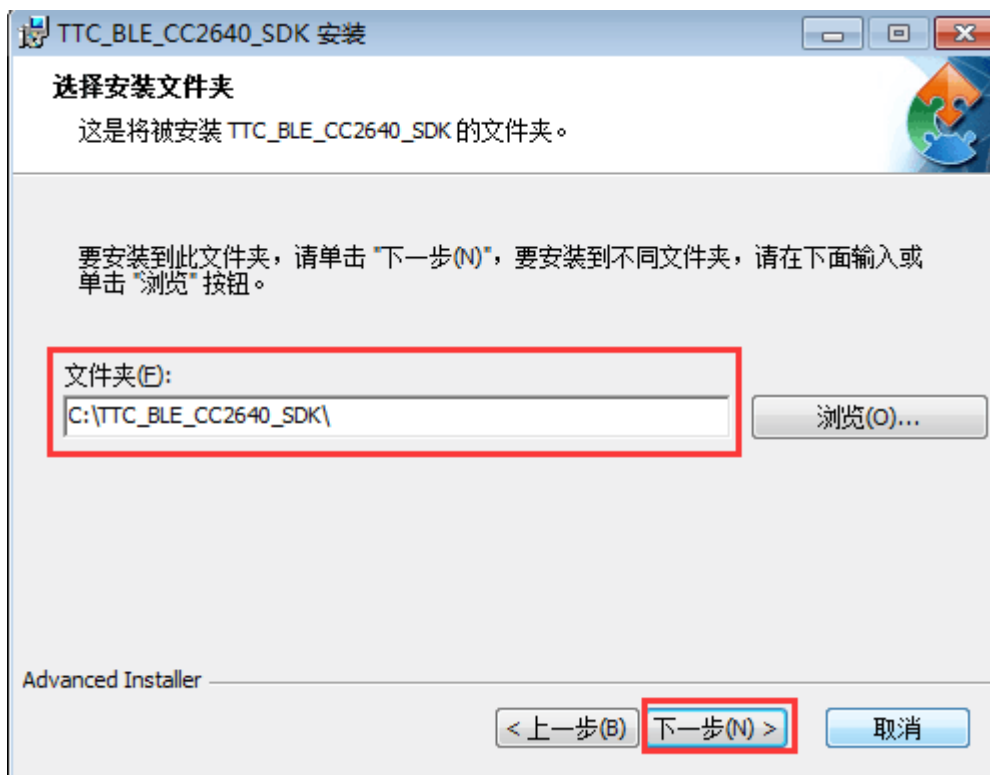 TTC_BLE_CC2640_SDK 安装
选择安装文件夹
这是将被安装 TTC_BLE_CC2640_SDK 的文件夹。
要安装到此文件夹，请单击 "下一步(N)"，要安装到不同文件夹，请在下面输入或
单击 "浏览" 按钮。
文件夹(F):
C:\TTC_BLE_CC2640_SDK\
浏览(O)...
Advanced Installer
< 上一步(B)
下一步(N) >
取消